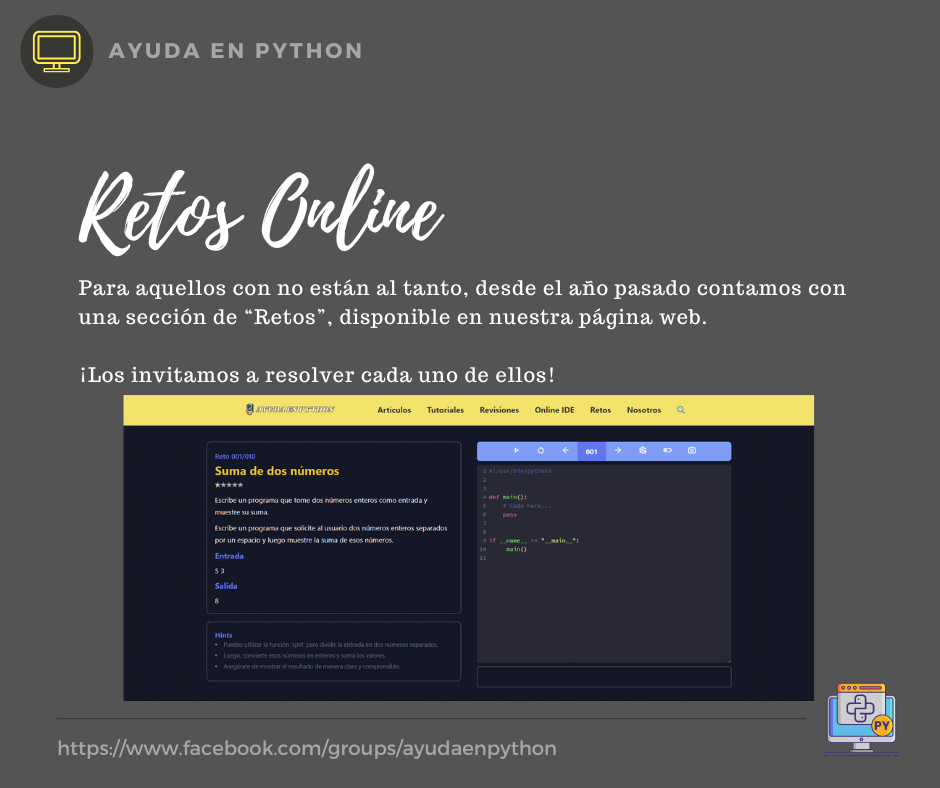 AYUDA EN PYTHON
Retos Online
Para aquellos con no están al tanto, desde el año pasado contamos con
una sección de “Retos”, disponible en nuestra página web.
¡Los invitamos a resolver cada uno de ellos!
AYUDA EN PYTHON Artículos Tutoriales Revisiones Online IDE Retos Nosotros
Reto 001/010
Suma de dos números
★★★★★
Escribe un programa que tome dos números enteros como entrada y
muestre su suma.
Escribe un programa que solicite al usuario dos números enteros separados
por un espacio y luego muestre la suma de esos números.
Entrada
5 3
Salida
8
Hints
• Puedes utilizar la función 'split' para dividir la entrada en dos números separados.
• Luego, convierte esos números en enteros y suma los valores.
• Asegúrate de mostrar el resultado de manera clara y comprensible.
001
1 #!/usr/bin/python3
2
3
4 def main():
5 # Code here...
6 pass
7
8
9 if __name__ == "__main__":
10 main()
11
PY
https://www.facebook.com/groups/ayudaenpython